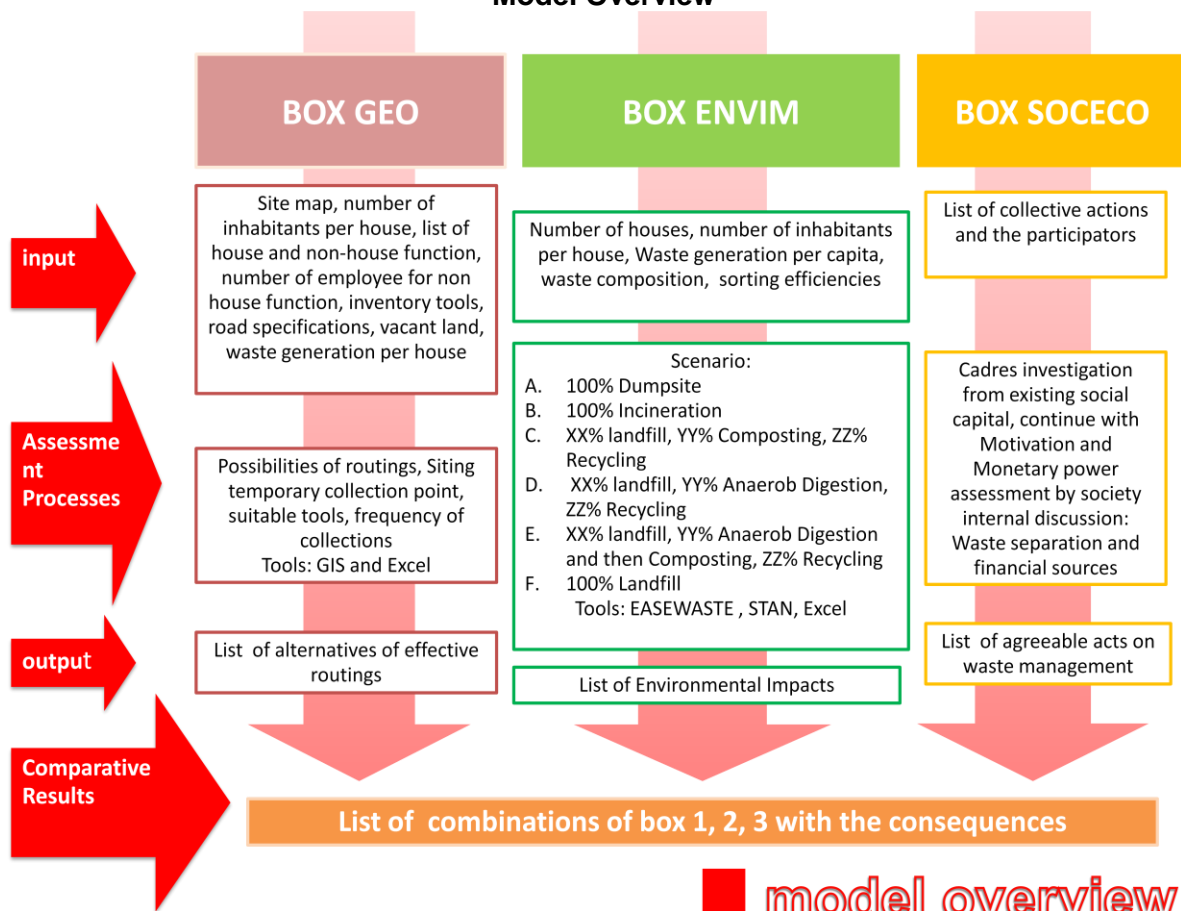 Model Overview
BOX GEO
BOX ENVIM
BOX SOCECO
input
Site map, number of
inhabitants per house, list of
house and non-house function,
number of employee for non
house function, inventory tools,
road specifications, vacant land,
waste generation per house
Number of houses, number of inhabitants
per house, Waste generation per capita,
waste composition, sorting efficiencies
List of collective actions
and the participators
Assessme
nt
Processes
Possibilities of routings, Siting
temporary collection point,
suitable tools, frequency of
collections
Tools: GIS and Excel
Scenario:
A. 100% Dumpsite
B. 100% Incineration
C. XX% landfill, YY% Composting, ZZ%
Recycling
D. XX% landfill, YY% Anaerob Digestion,
ZZ% Recycling
E. XX% landfill, YY% Anaerob Digestion
and then Composting, ZZ% Recycling
F. 100% Landfill
Tools: EASEWASTE , STAN, Excel
Cadres investigation
from existing social
capital, continue with
Motivation and
Monetary power
assessment by society
internal discussion:
Waste separation and
financial sources
output
List of alternatives of effective
routings
List of Environmental Impacts
List of agreeable acts on
waste management
Comparative
Results
List of combinations of box 1, 2, 3 with the consequences
model overview